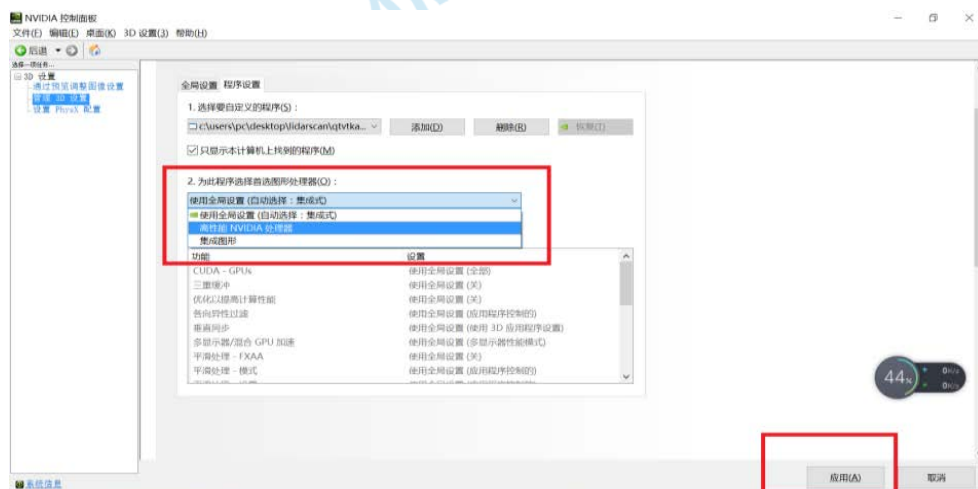 NVIDIA 控制面板
文件(F) 编辑(E) 桌面(K) 3D 设置(3) 帮助(H)
后退
选择一项任务...
3D 设置
通过预览调整图像设置
管理 3D 设置
设置 PhysX 配置
全局设置 程序设置
1. 选择要自定义的程序(S)：
c:\users\pc\desktop\lidarscan\qtvtka... 添加(D) 删除(R) 恢复(T)
只显示本计算机上找到的程序(M)
2. 为此程序选择首选图形处理器(O)：
使用全局设置 (自动选择：集成式)
使用全局设置 (自动选择：集成式)
高性能 NVIDIA 处理器
集成图形
功能 设置
CUDA - GPUs 使用全局设置 (全部)
三重缓冲 使用全局设置 (关)
优化以提高计算性能 使用全局设置 (关)
各向异性过滤 使用全局设置 (应用程序控制的)
垂直同步 使用全局设置 (使用 3D 应用程序设置)
多显示器/混合 GPU 加速 使用全局设置 (多显示器性能模式)
平滑处理 - FXAA 使用全局设置 (关)
平滑处理 - 模式 使用全局设置 (应用程序控制的)
44%
0K/s
0K/s
系统信息
应用(A) 取消